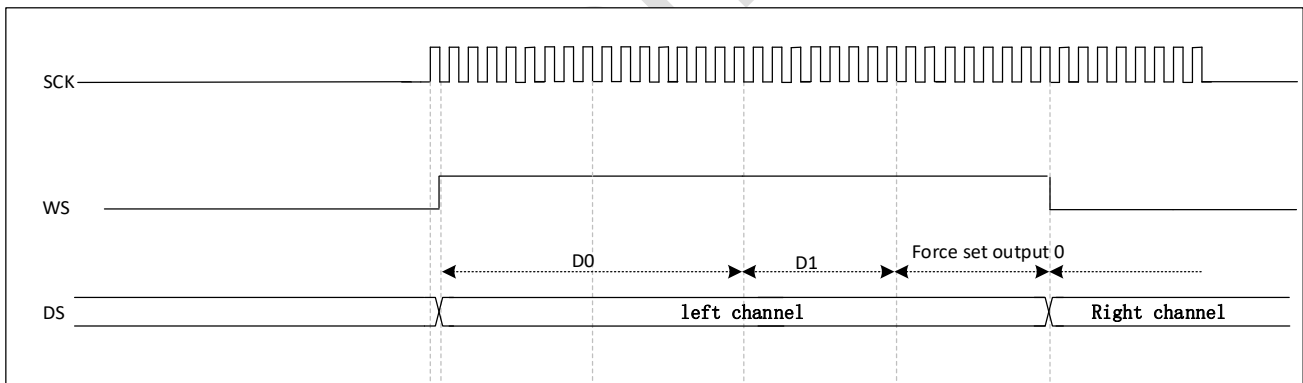 SCK
WS
D0
D1
Force set output 0
DS
left channel
Right channel